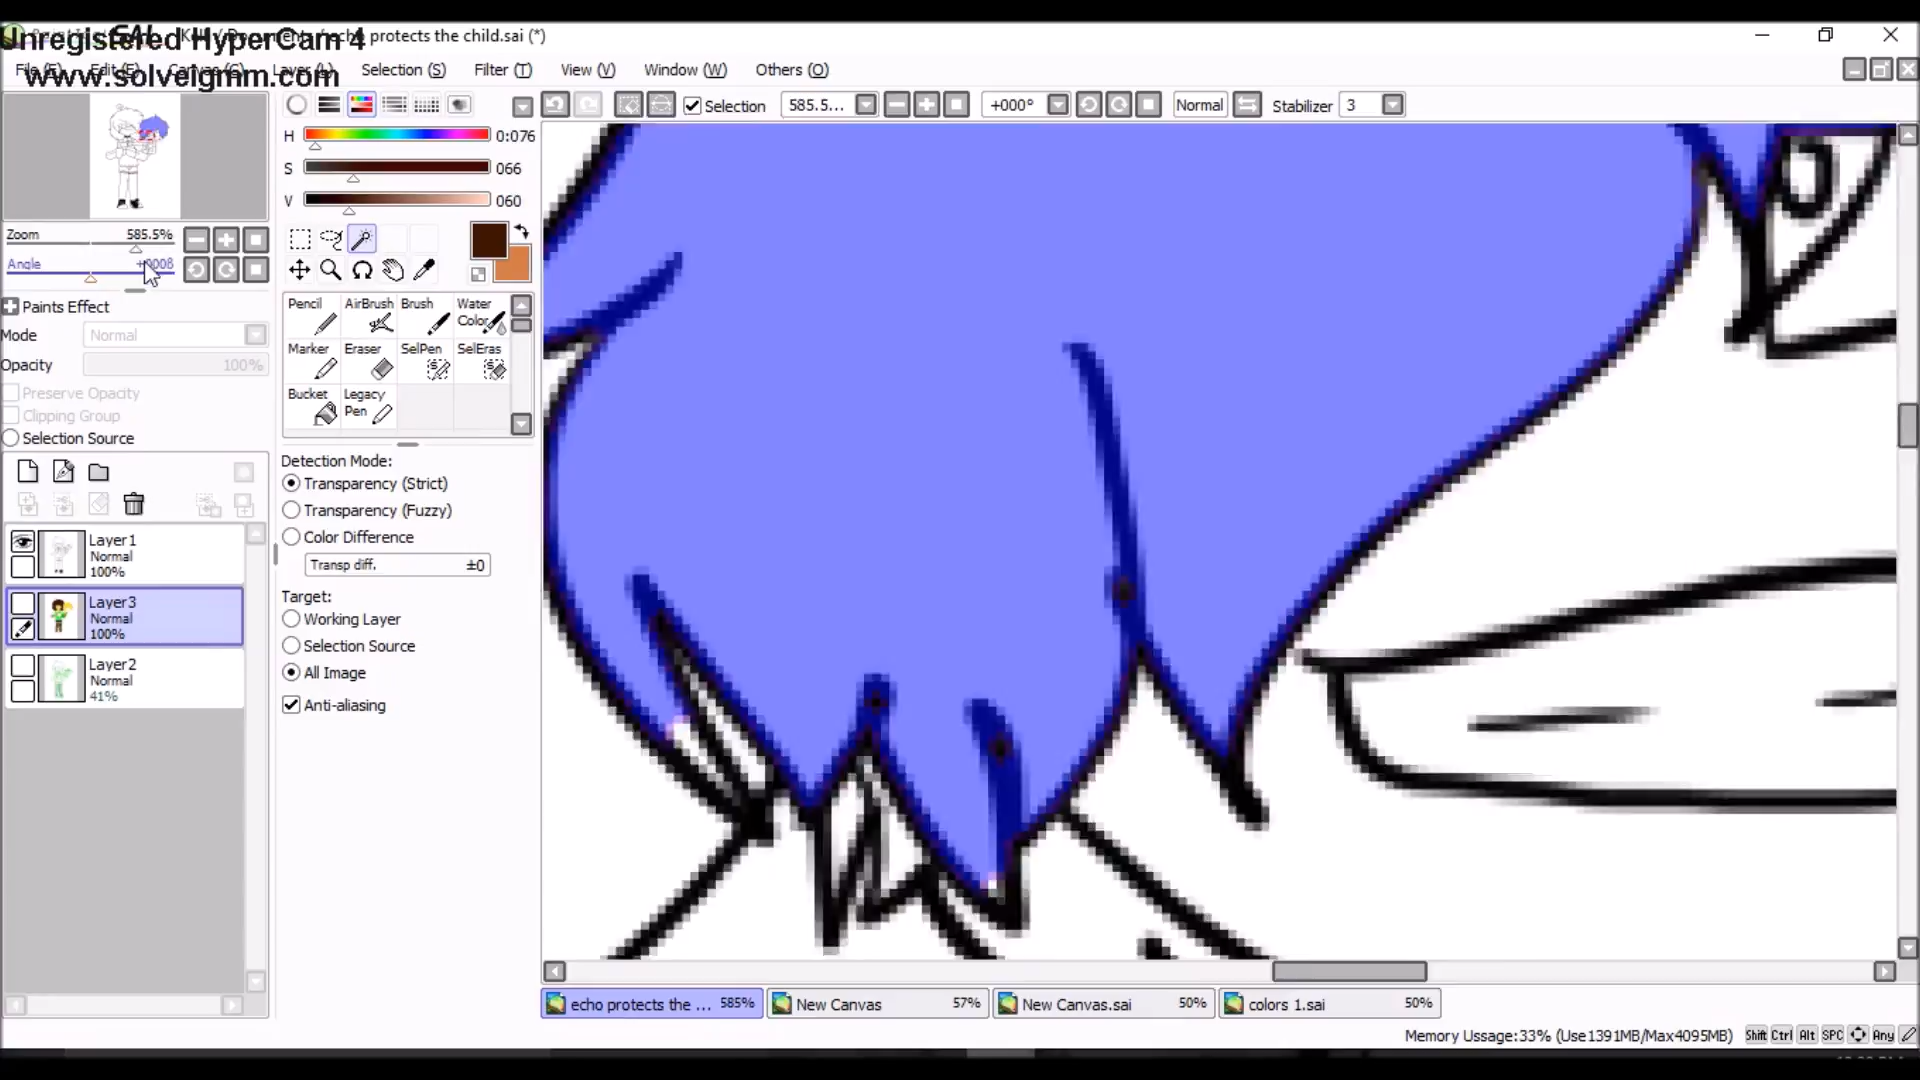 Unregistered HyperCam 4
www.solveigmm.com
echo protects the child.sai (*)
File (F) Edit (E) Canvas (C) Layer (L) Selection (S) Filter (T) View (V) Window (W) Others (O)
Selection 585.5... +000° Normal Stabilizer 3
H 0:076
S 066
V 060
Zoom 585.5%
Angle
Paints Effect
Mode Normal
Opacity 100%
Preserve Opacity
Clipping Group
Selection Source
Pencil AirBrush Brush Water Color
Marker Eraser SelPen SelEras
Bucket Legacy Pen
Detection Mode:
Transparency (Strict)
Transparency (Fuzzy)
Color Difference
Transp diff. ±0
Target:
Working Layer
Selection Source
All Image
Anti-aliasing
Layer1
Normal
100%
Layer3
Normal
100%
Layer2
Normal
41%
echo protects the ... 585% New Canvas 57% New Canvas.sai 50% colors 1.sai 50%
Memory Usage:33% (Use1391MB/Max4095MB) Shift Ctrl Alt SPC Any